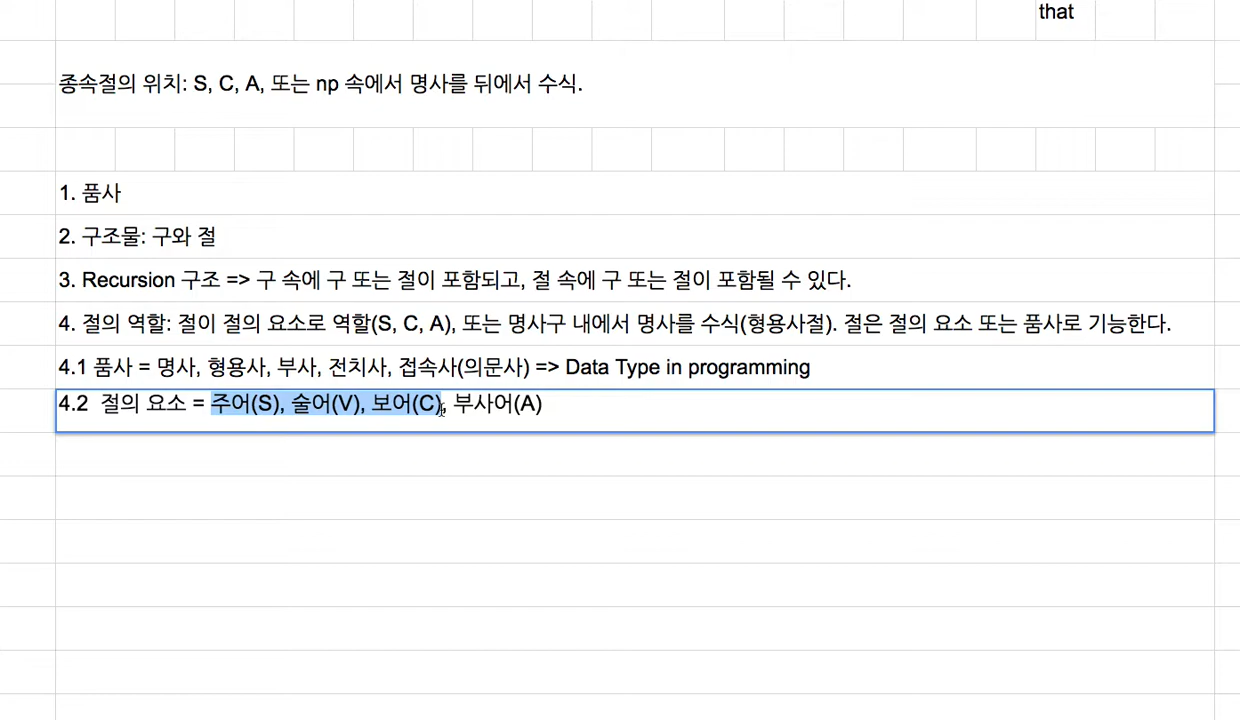 that
종속절의 위치: S, C, A, 또는 np 속에서 명사를 뒤에서 수식.
1. 품사
2. 구조물: 구와 절
3. Recursion 구조 => 구 속에 구 또는 절이 포함되고, 절 속에 구 또는 절이 포함될 수 있다.
4. 절의 역할: 절이 절의 요소로 역할(S, C, A), 또는 명사구 내에서 명사를 수식(형용사절). 절은 절의 요소 또는 품사로 기능한다.
4.1 품사 = 명사, 형용사, 부사, 전치사, 접속사(의문사) => Data Type in programming
4.2  절의 요소 = 주어(S), 술어(V), 보어(C), 부사어(A)